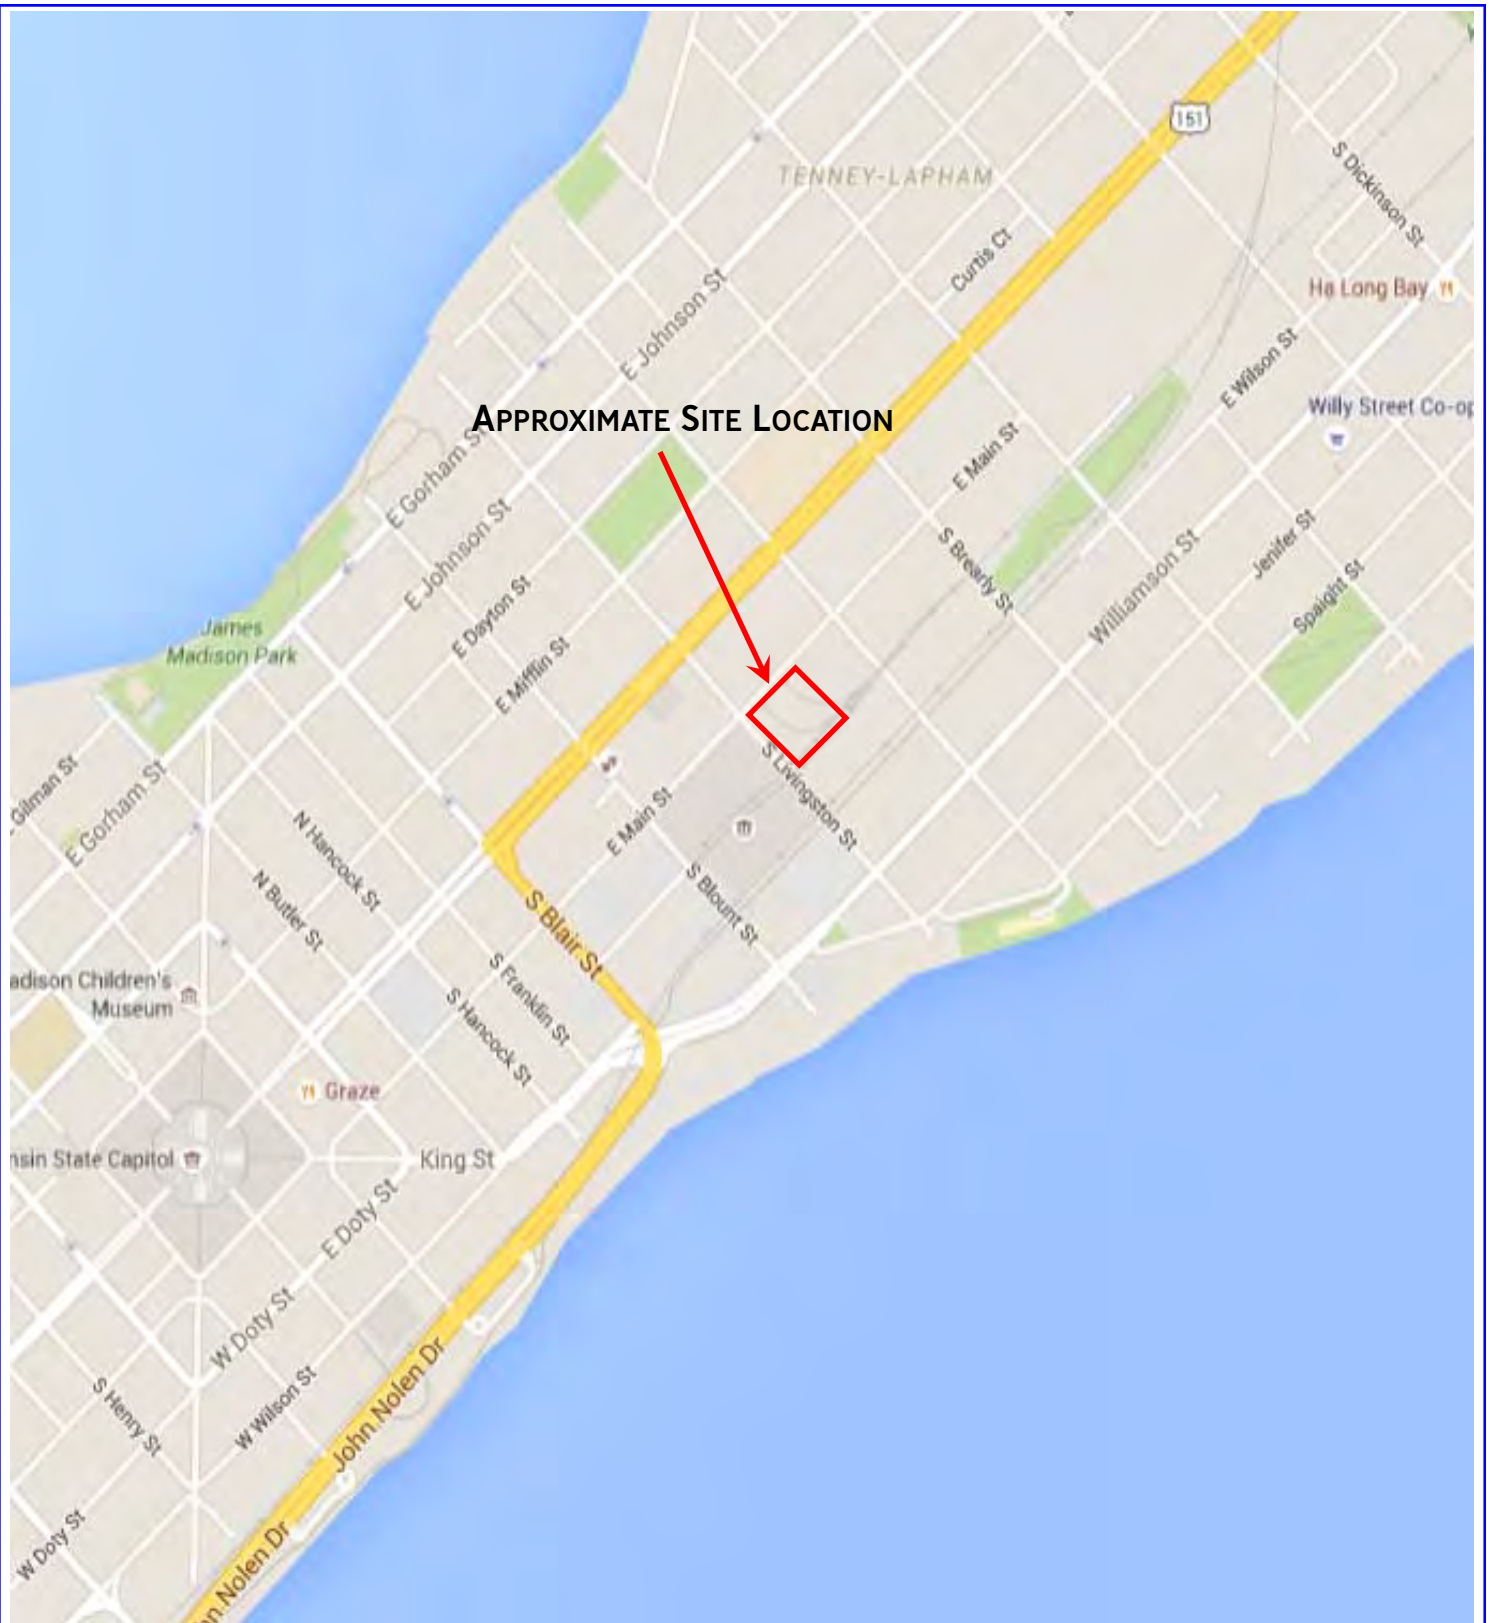 151
TENNEY-LAPHAM
S Dickinson St
Curtis Ct
Ha Long Bay
E Johnson St
E Wilson St
Willy Street Co-op
APPROXIMATE SITE LOCATION
E Gorham St
E Main St
E Johnson St
S Brearly St
Jenifer St
Williamson St
Spaight St
E Dayton St
E Mifflin St
James
Madison Park
S Livingston St
Gilman St
E Gorham St
E Main St
N Hancock St
N Butler St
S Blount St
S Blair St
S Franklin St
S Hancock St
adison Children's
Museum
Graze
nsin State Capitol
King St
E Doty St
W Doty St
John Nolen Dr
S Henry St
W Wilson St
W Doty St
hn Nolen Dr